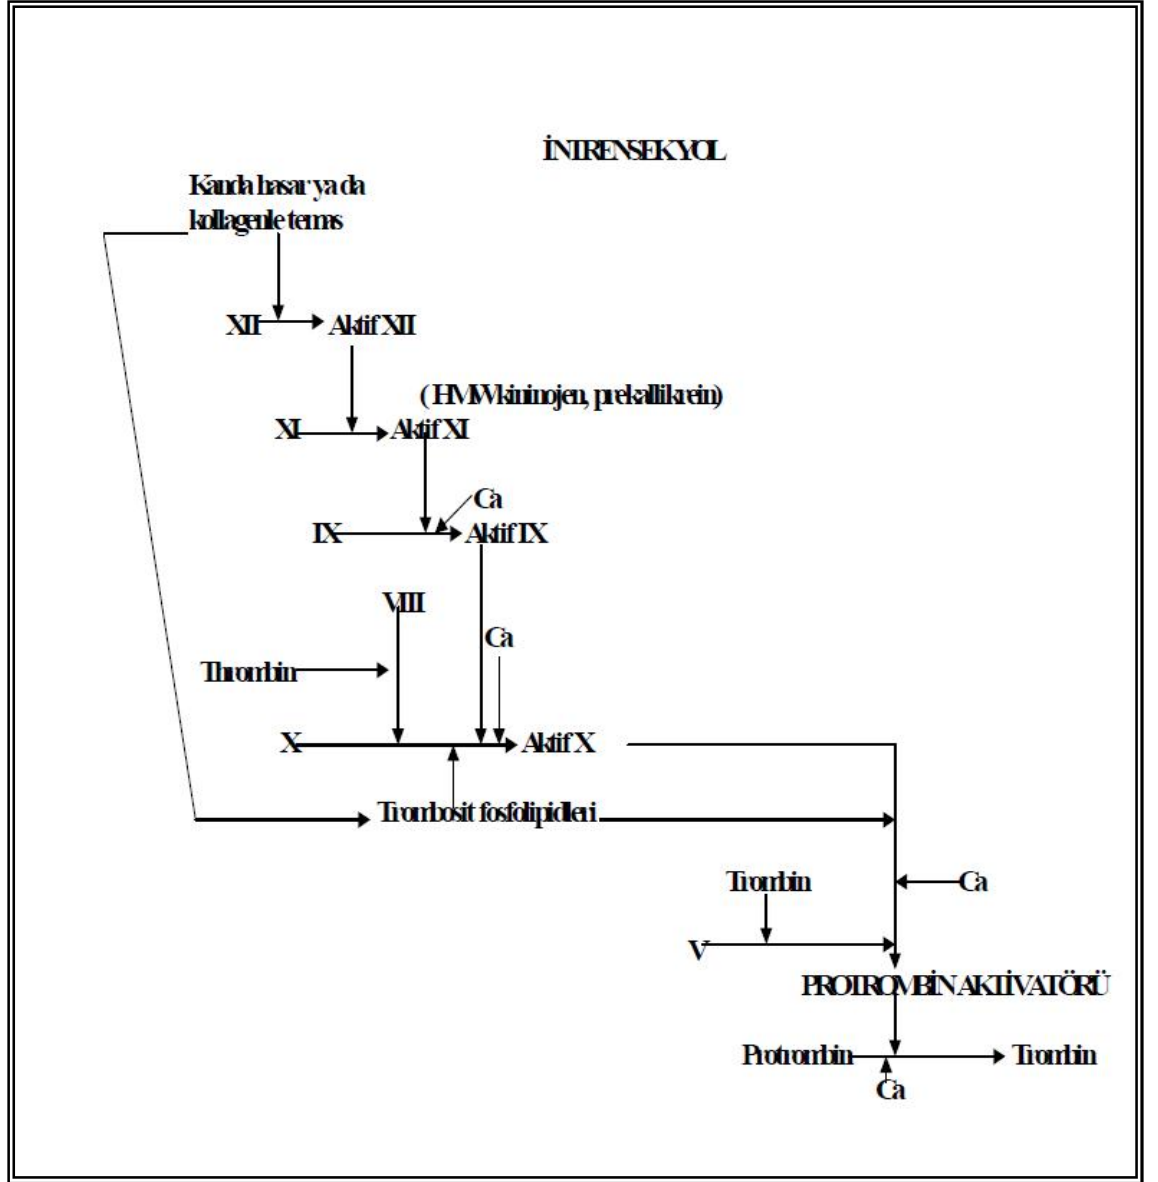 İNTRENSEK YOL
Kanda hasar ya da
kollagenle temas
XII Aktif XII
( HMW kininojen, prekallikrein)
XI Aktif XI
Ca
IX Aktif IX
VIII
Ca
Thrombin
X Aktif X
Trombosit fosfolipidleri
Trombin Ca
V
PROTROMBİN AKTİVATÖRÜ
Protrombin Trombin
Ca